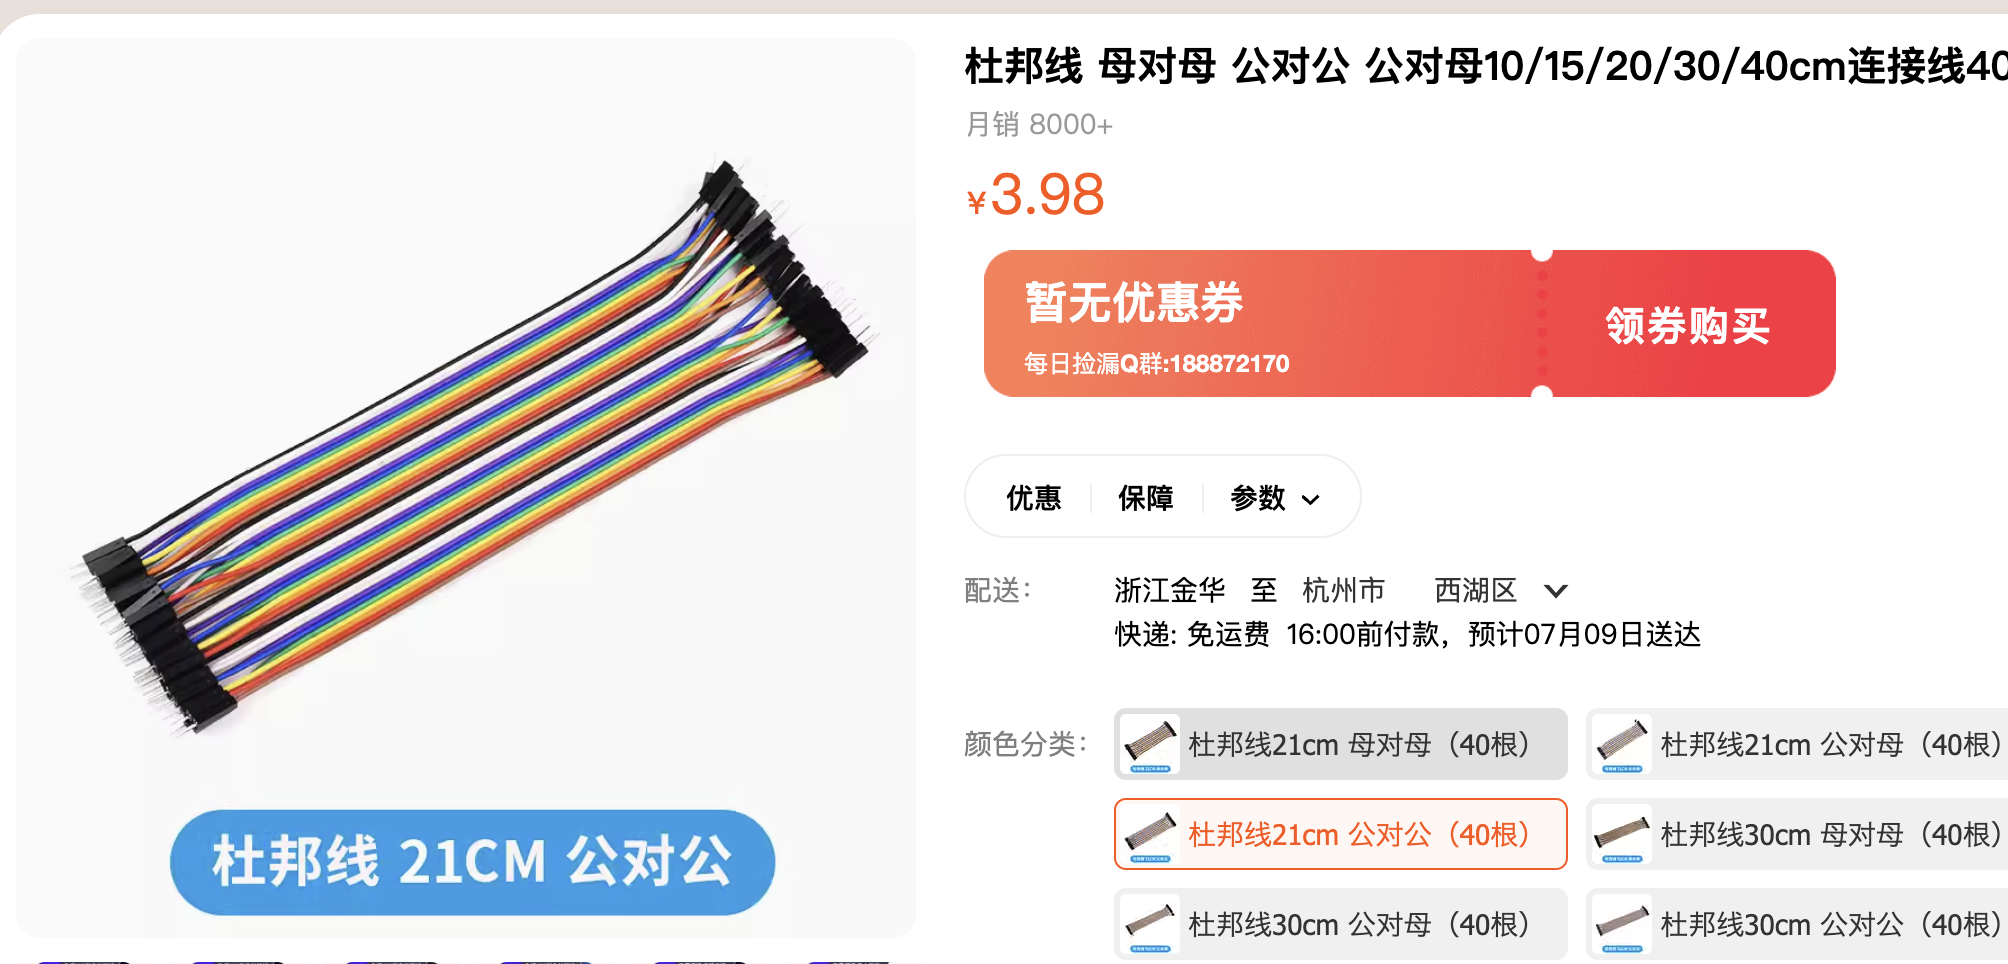 杜邦线 21CM 公对公
杜邦线 母对母 公对公 公对母10/15/20/30/40cm连接线40
月销 8000+
¥3.98
暂无优惠券
每日捡漏Q群:188872170
领券购买
优惠 保障 参数
配送: 浙江金华 至 杭州市 西湖区
快递: 免运费 16:00前付款，预计07月09日送达
颜色分类: 杜邦线21cm 母对母（40根） 杜邦线21cm 公对母（40根）
杜邦线21cm 公对公（40根） 杜邦线30cm 母对母（40根）
杜邦线30cm 公对母（40根） 杜邦线30cm 公对公（40根）